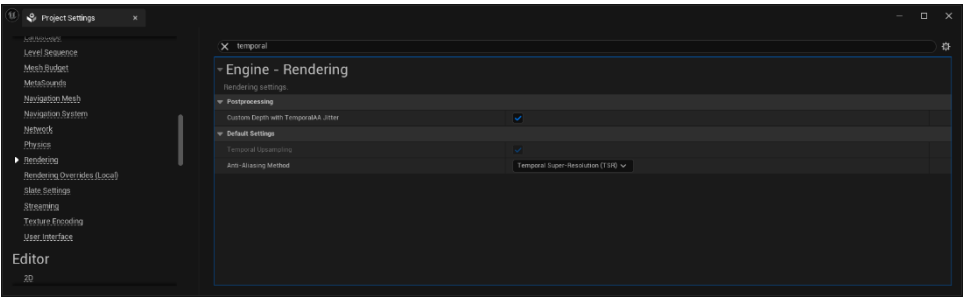 Project Settings
Landscape
Level Sequence
Mesh Budget
MetaSounds
Navigation Mesh
Navigation System
Network
Physics
Rendering
Rendering Overrides (Local)
Slate Settings
Streaming
Texture Encoding
User Interface
Editor
2D
temporal
Engine - Rendering
Rendering settings.
Postprocessing
Custom Depth with TemporalAA Jitter
Default Settings
Temporal Upsampling
Anti-Aliasing Method Temporal Super-Resolution (TSR)